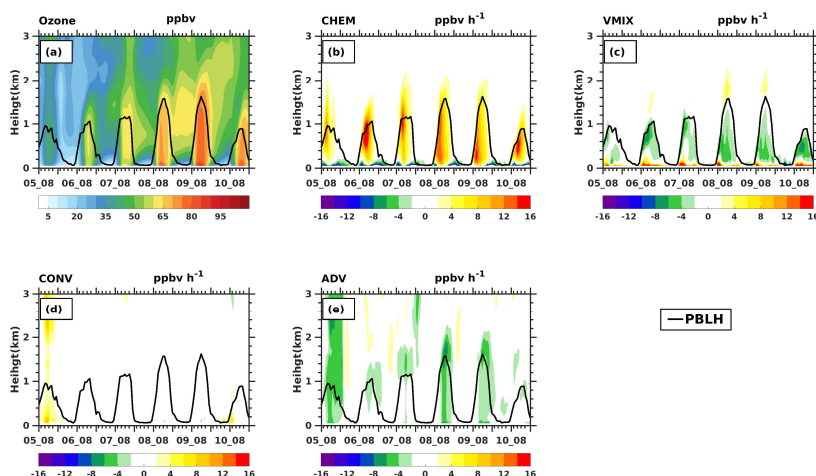 Ozone ppbv
CHEM ppbv h-1
VMIX ppbv h-1
(a)
(b)
(c)
Heihgt(km)
Heihgt(km)
Heihgt(km)
3
2
1
0
3
2
1
0
3
2
1
0
05_08 06_08 07_08 08_08 09_08 10_08
05_08 06_08 07_08 08_08 09_08 10_08
05_08 06_08 07_08 08_08 09_08 10_08
5 20 35 50 65 80 95
-16 -12 -8 -4 0 4 8 12 16
-16 -12 -8 -4 0 4 8 12 16
CONV ppbv h-1
ADV ppbv h-1
(d)
(e)
Heihgt(km)
Heihgt(km)
3
2
1
0
3
2
1
0
PBLH
05_08 06_08 07_08 08_08 09_08 10_08
05_08 06_08 07_08 08_08 09_08 10_08
-16 -12 -8 -4 0 4 8 12 16
-16 -12 -8 -4 0 4 8 12 16